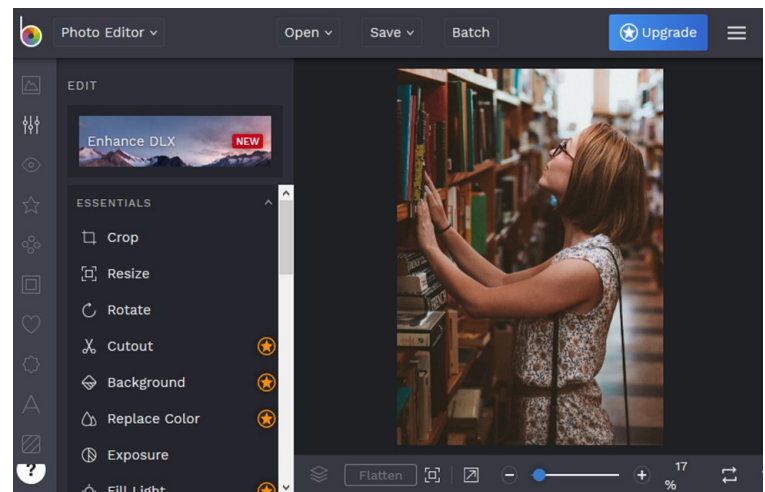 Photo Editor
Open
Save
Batch
Upgrade
EDIT
Enhance DLX
NEW
ESSENTIALS
Crop
Resize
Rotate
Cutout
Background
Replace Color
Exposure
Fill Light
A
?
Flatten
17
%